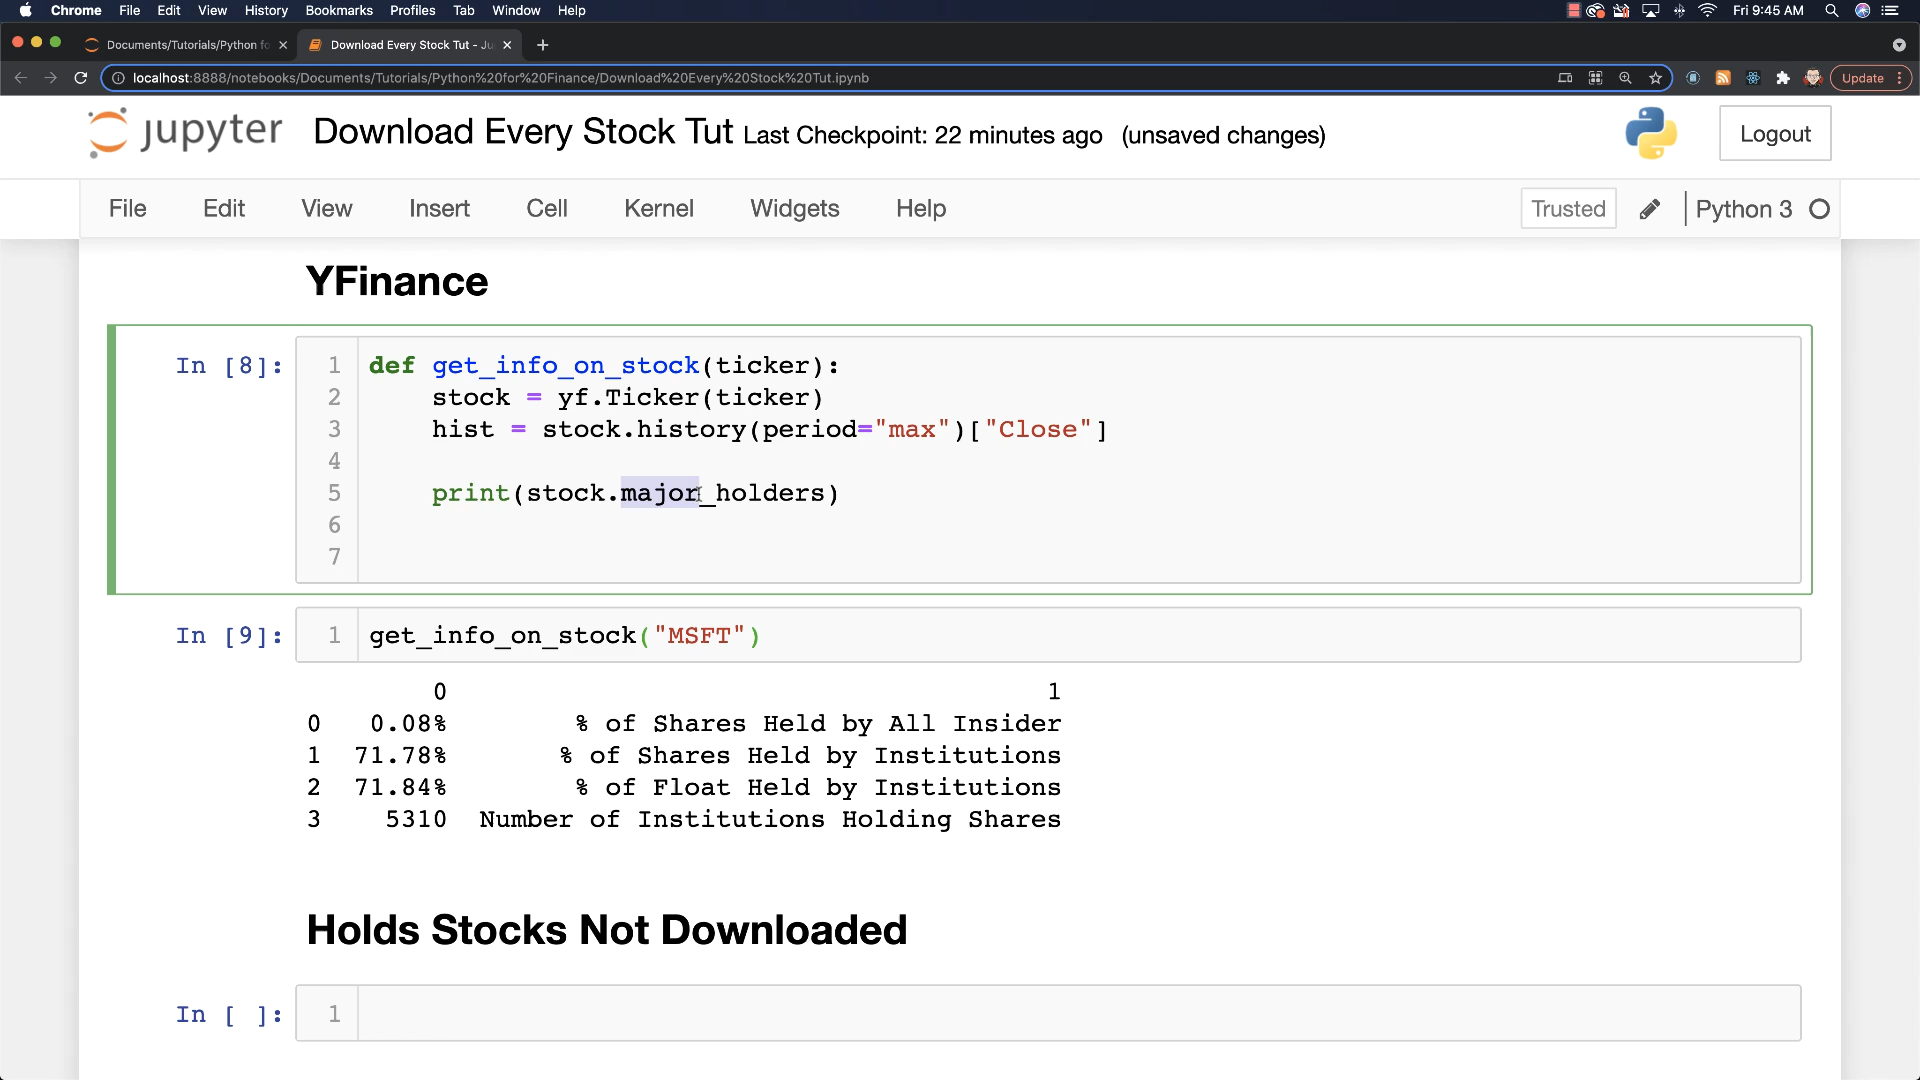 Chrome File Edit View History Bookmarks Profiles Tab Window Help Fri 9:45 AM
Documents/Tutorials/Python fo Download Every Stock Tut - Ju
localhost:8888/notebooks/Documents/Tutorials/Python%20for%20Finance/Download%20Every%20Stock%20Tut.ipynb Update
jupyter Download Every Stock Tut Last Checkpoint: 22 minutes ago (unsaved changes) Logout
File Edit View Insert Cell Kernel Widgets Help Trusted Python 3
YFinance
In [8]: 1 def get_info_on_stock(ticker):
2 stock = yf.Ticker(ticker)
3 hist = stock.history(period="max")["Close"]
4
5 print(stock.major_holders)
6
7
In [9]: 1 get_info_on_stock("MSFT")
0 1
0 0.08% % of Shares Held by All Insider
1 71.78% % of Shares Held by Institutions
2 71.84% % of Float Held by Institutions
3 5310 Number of Institutions Holding Shares
Holds Stocks Not Downloaded
In [ ]: 1